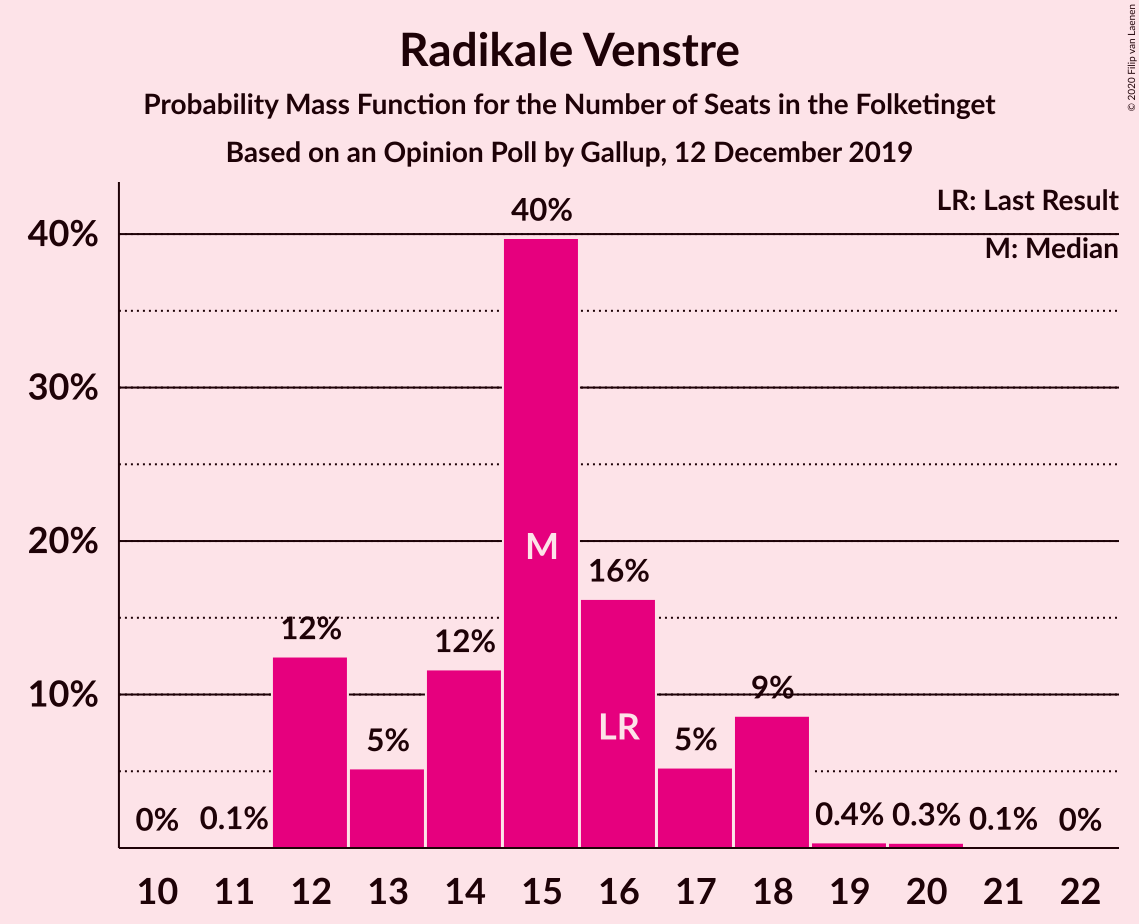 Radikale Venstre
Probability Mass Function for the Number of Seats in the Folketinget
Based on an Opinion Poll by Gallup, 12 December 2019
© 2020 Filip van Laenen
LR: Last Result
M: Median
40%
30%
20%
10%
0%
0.1%
12%
5%
12%
40%
16%
5%
9%
0.4%
0.3%
0.1%
0%
M
LR
10 11 12 13 14 15 16 17 18 19 20 21 22